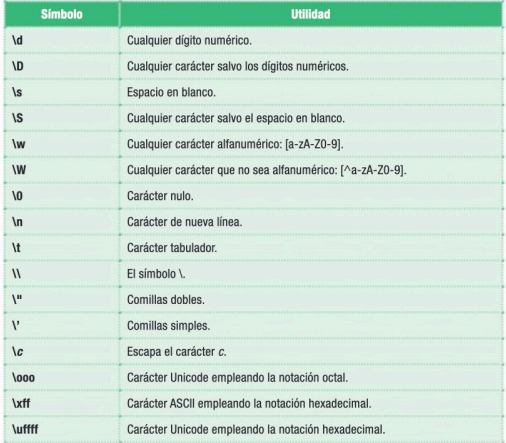 Símbolo Utilidad
\d Cualquier dígito numérico.
\D Cualquier carácter salvo los dígitos numéricos.
\s Espacio en blanco.
\S Cualquier carácter salvo el espacio en blanco.
\w Cualquier carácter alfanumérico: [a-zA-Z0-9].
\W Cualquier carácter que no sea alfanumérico: [^a-zA-Z0-9].
\0 Carácter nulo.
\n Carácter de nueva línea.
\t Carácter tabulador.
\\ El símbolo \.
\" Comillas dobles.
\’ Comillas simples.
\c Escapa el carácter c.
\ooo Carácter Unicode empleando la notación octal.
\xff Carácter ASCII empleando la notación hexadecimal.
\uffff Carácter Unicode empleando la notación hexadecimal.